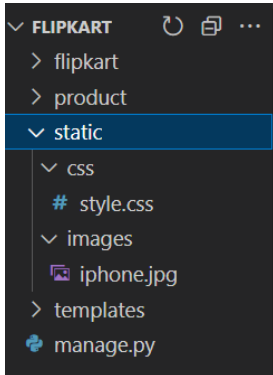 FLIPKART
flipkart
product
static
css
# style.css
images
iphone.jpg
templates
manage.py